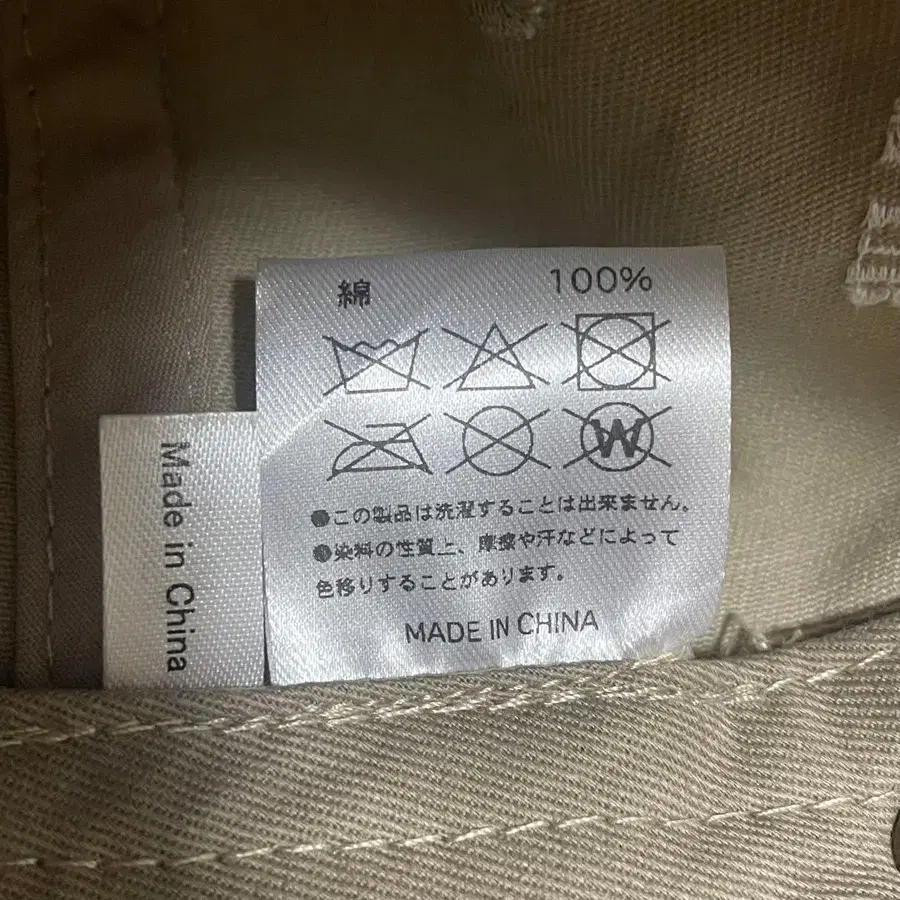 綿 100%
W
●この製品は洗濯することは出来ません。
●染料の性質上、摩擦や汗などによって
色移りすることがあります。
MADE IN CHINA
Made in China